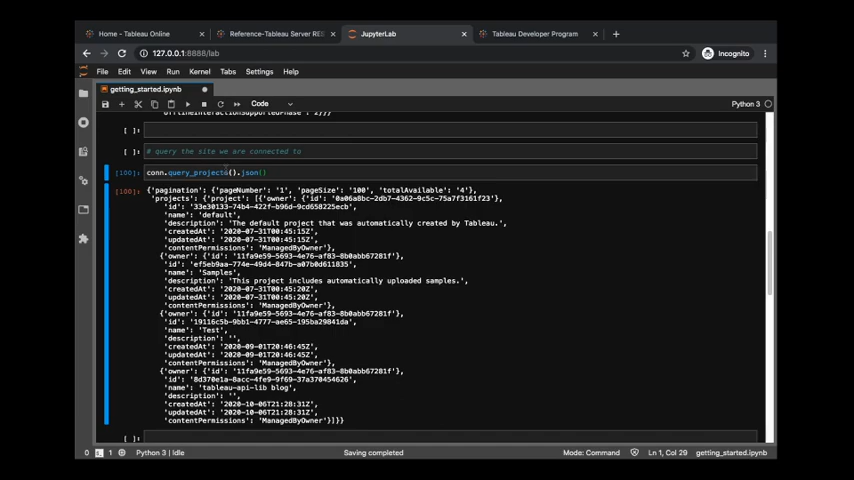 Home - Tableau Online
Reference-Tableau Server RE
JupyterLab
Tableau Developer Program
127.0.0.1:8888/lab
Incognito
File Edit View Run Kernel Tabs Settings Help
getting_started.ipynb
Code
Python 3
[ ]:
[ ]: # query the site we are connected to
[100]: conn.query_projects().json()
[100]: {'pagination': {'pageNumber': '1', 'pageSize': '100', 'totalAvailable': '4'},
'projects': {'project': [{'owner': {'id': '0a06a8bc-2db7-4362-9c5c-75a7f3161f23'},
'id': '33e30133-74b4-422f-b96d-9cd658225ecb',
'name': 'default',
'description': 'The default project that was automatically created by Tableau.',
'createdAt': '2020-07-31T00:45:15Z',
'updatedAt': '2020-07-31T00:45:15Z',
'contentPermissions': 'ManagedByOwner'},
{'owner': {'id': '11fa9e59-5693-4e76-af83-8b0abb67281f'},
'id': 'ef5eb9aa-774e-49d4-847b-a07b0d611835',
'name': 'Samples',
'description': 'This project includes automatically uploaded samples.',
'createdAt': '2020-07-31T00:45:20Z',
'updatedAt': '2020-07-31T00:45:20Z',
'contentPermissions': 'ManagedByOwner'},
{'owner': {'id': '11fa9e59-5693-4e76-af83-8b0abb67281f'},
'id': '19116c5b-9bb1-4777-ae65-195ba29841da',
'name': 'Test',
'description': '',
'createdAt': '2020-09-01T20:46:45Z',
'updatedAt': '2020-09-01T20:46:45Z',
'contentPermissions': 'ManagedByOwner'},
{'owner': {'id': '11fa9e59-5693-4e76-af83-8b0abb67281f'},
'id': '8d370e1a-8acc-4fe9-9f69-37a370454626',
'name': 'tableau-api-lib blog',
'description': '',
'createdAt': '2020-10-06T21:28:31Z',
'updatedAt': '2020-10-06T21:28:31Z',
'contentPermissions': 'ManagedByOwner'}]}}
[ ]:
0 1 Python 3 | Idle Saving completed Mode: Command Ln 1, Col 29 getting_started.ipynb